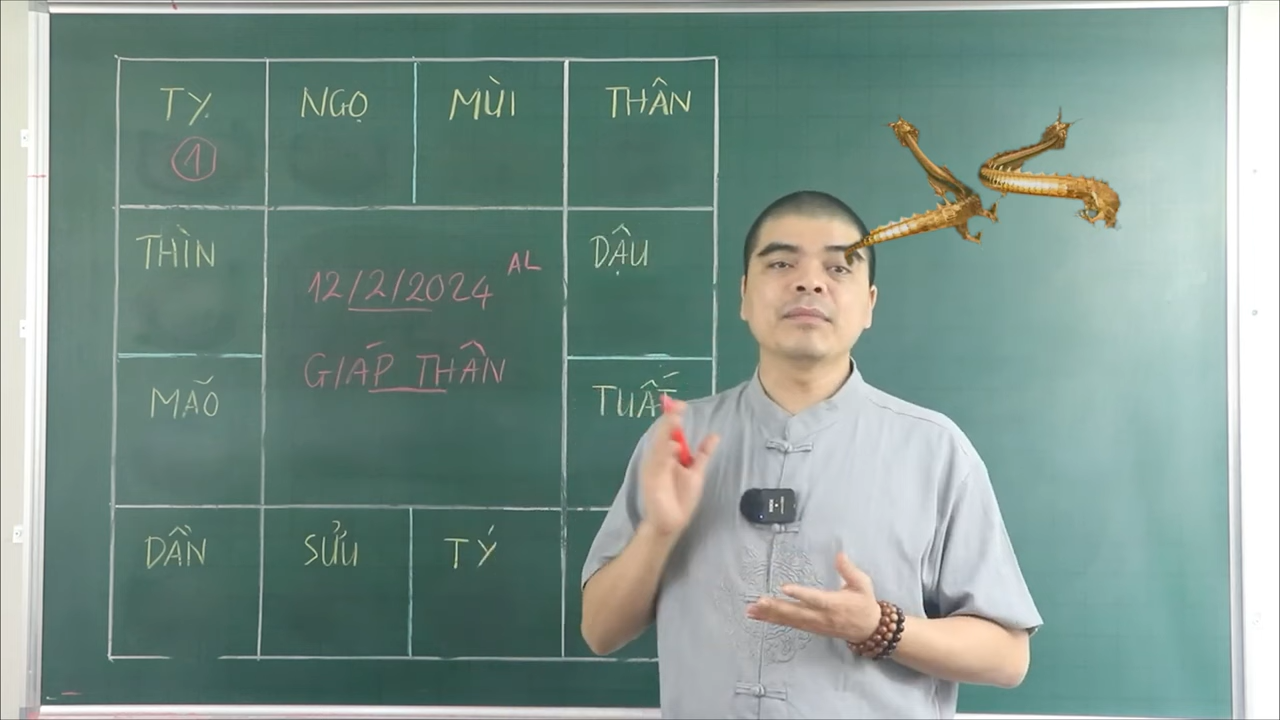 TỴ
NGỌ
MÙI
THÂN
1
THÌN
DẬU
12/2/2024 AL
GIÁP THÂN
MÃO
TUẤT
DẦN
SỬU
TÝ